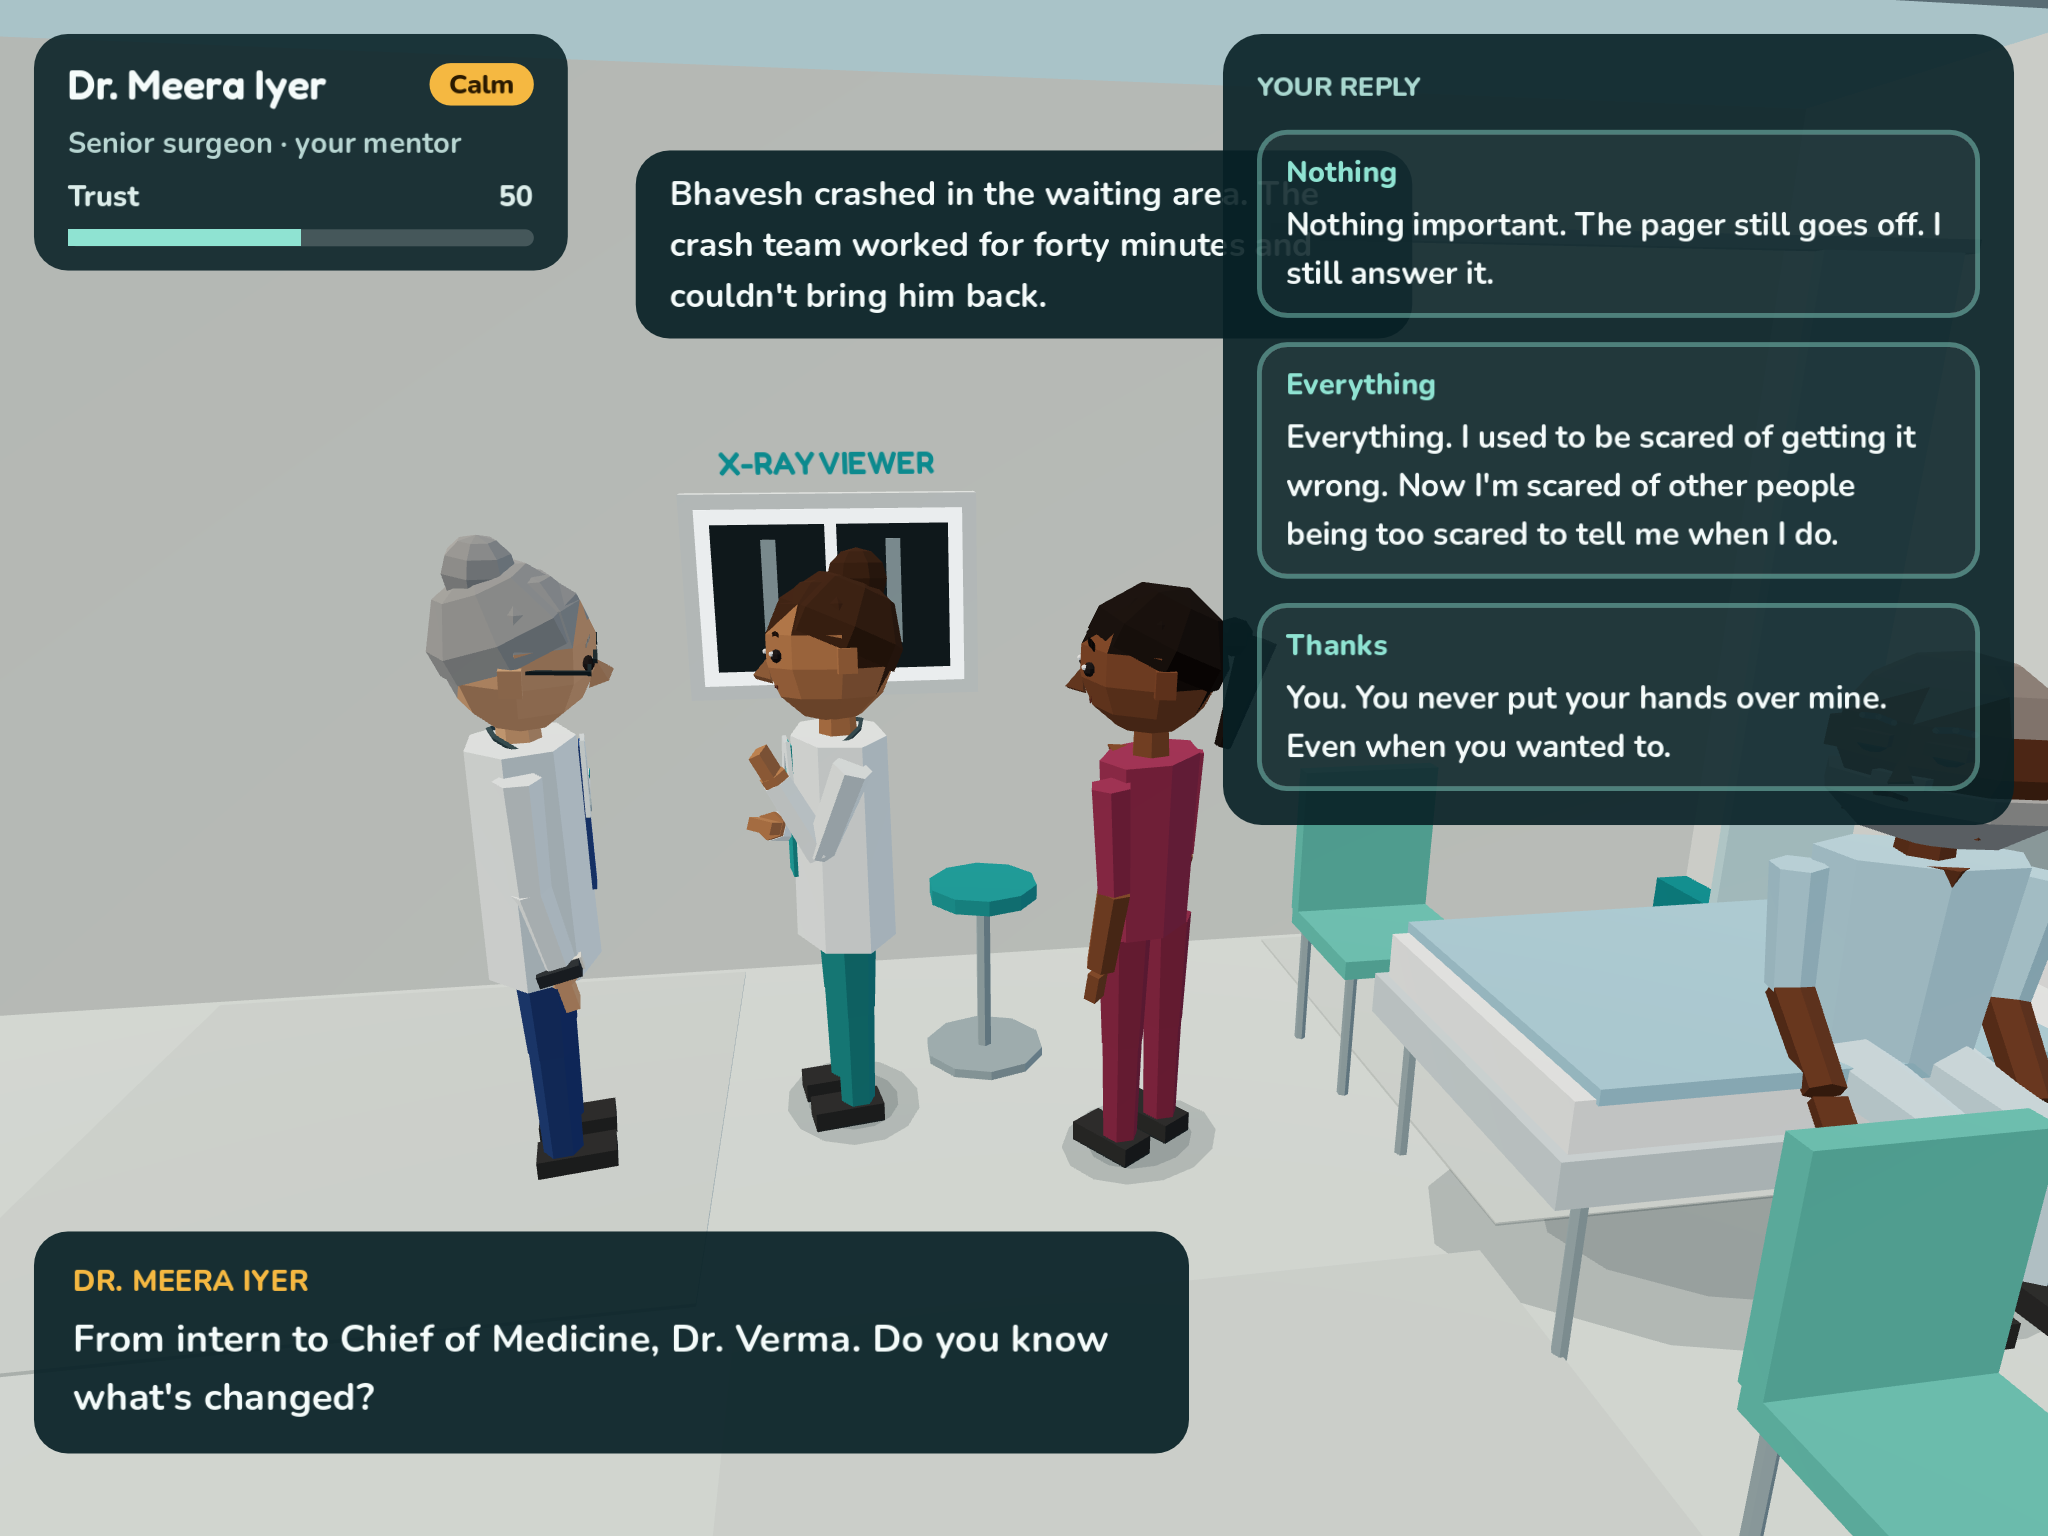 Dr. Meera Iyer
Calm
Senior surgeon · your mentor
Trust
50
Bhavesh crashed in the waiting area. The
crash team worked for forty minutes and
couldn't bring him back.
YOUR REPLY
Nothing
Nothing important. The pager still goes off. I
still answer it.
Everything
Everything. I used to be scared of getting it
wrong. Now I'm scared of other people
being too scared to tell me when I do.
Thanks
You. You never put your hands over mine.
Even when you wanted to.
X-RAY VIEWER
DR. MEERA IYER
From intern to Chief of Medicine, Dr. Verma. Do you know
what's changed?